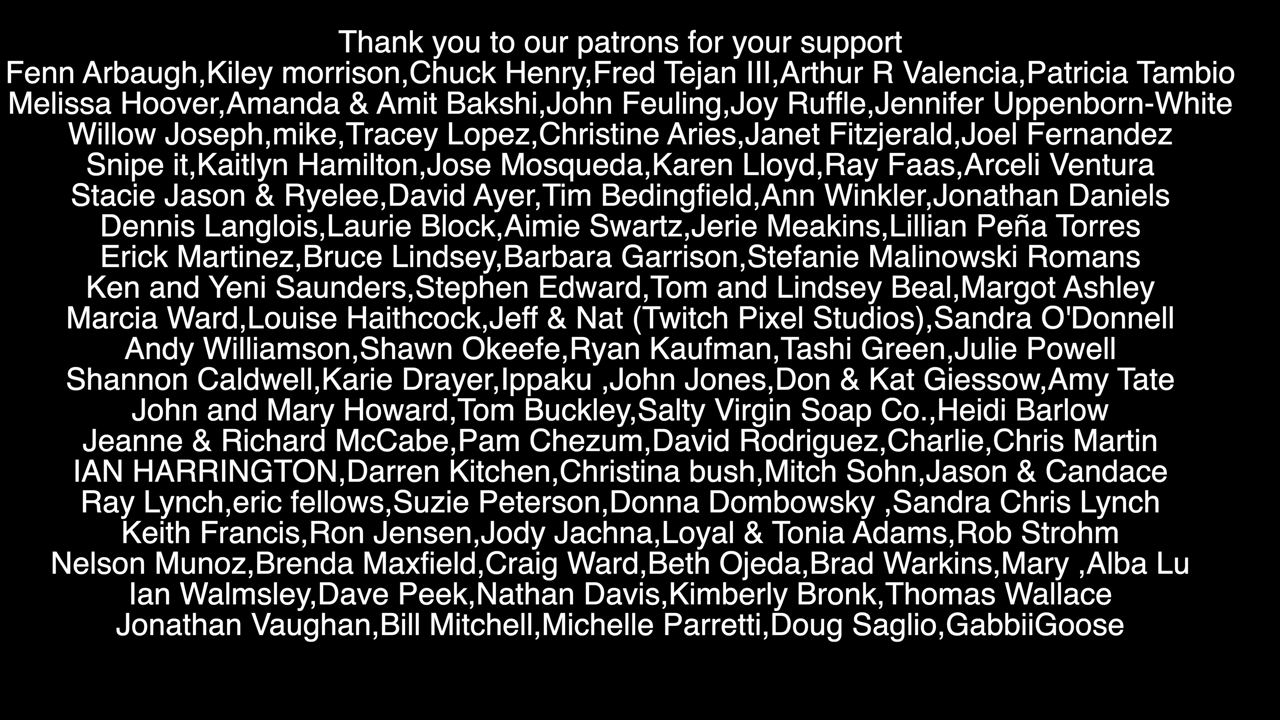 Thank you to our patrons for your support
Fenn Arbaugh,Kiley morrison,Chuck Henry,Fred Tejan III,Arthur R Valencia,Patricia Tambio
Melissa Hoover,Amanda & Amit Bakshi,John Feuling,Joy Ruffle,Jennifer Uppenborn-White
Willow Joseph,mike,Tracey Lopez,Christine Aries,Janet Fitzjerald,Joel Fernandez
Snipe it,Kaitlyn Hamilton,Jose Mosqueda,Karen Lloyd,Ray Faas,Arceli Ventura
Stacie Jason & Ryelee,David Ayer,Tim Bedingfield,Ann Winkler,Jonathan Daniels
Dennis Langlois,Laurie Block,Aimie Swartz,Jerie Meakins,Lillian Peña Torres
Erick Martinez,Bruce Lindsey,Barbara Garrison,Stefanie Malinowski Romans
Ken and Yeni Saunders,Stephen Edward,Tom and Lindsey Beal,Margot Ashley
Marcia Ward,Louise Haithcock,Jeff & Nat (Twitch Pixel Studios),Sandra O'Donnell
Andy Williamson,Shawn Okeefe,Ryan Kaufman,Tashi Green,Julie Powell
Shannon Caldwell,Karie Drayer,Ippaku ,John Jones,Don & Kat Giessow,Amy Tate
John and Mary Howard,Tom Buckley,Salty Virgin Soap Co.,Heidi Barlow
Jeanne & Richard McCabe,Pam Chezum,David Rodriguez,Charlie,Chris Martin
IAN HARRINGTON,Darren Kitchen,Christina bush,Mitch Sohn,Jason & Candace
Ray Lynch,eric fellows,Suzie Peterson,Donna Dombowsky ,Sandra Chris Lynch
Keith Francis,Ron Jensen,Jody Jachna,Loyal & Tonia Adams,Rob Strohm
Nelson Munoz,Brenda Maxfield,Craig Ward,Beth Ojeda,Brad Warkins,Mary ,Alba Lu
Ian Walmsley,Dave Peek,Nathan Davis,Kimberly Bronk,Thomas Wallace
Jonathan Vaughan,Bill Mitchell,Michelle Parretti,Doug Saglio,GabbiiGoose